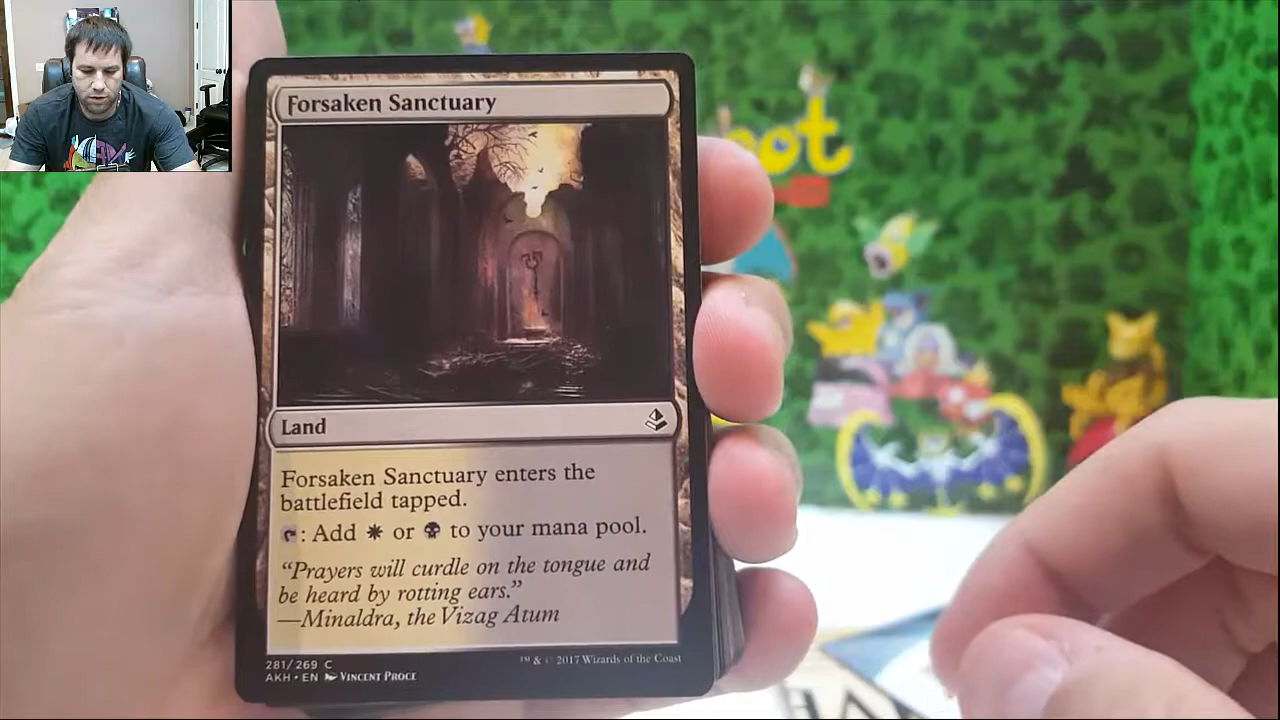 Forsaken Sanctuary
Land
Forsaken Sanctuary enters the
battlefield tapped.
: Add or to your mana pool.
“Prayers will curdle on the tongue and
be heard by rotting ears.”
—Minaldra, the Vizag Atum
281/269 C
™ & © 2017 Wizards of the Coast
AKH • EN VINCENT PROCE